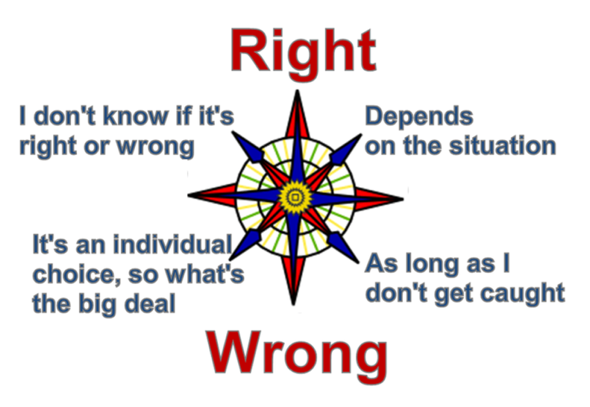 Right
I don't know if it's
right or wrong
Depends
on the situation
It's an individual
choice, so what's
the big deal
As long as I
don't get caught
Wrong